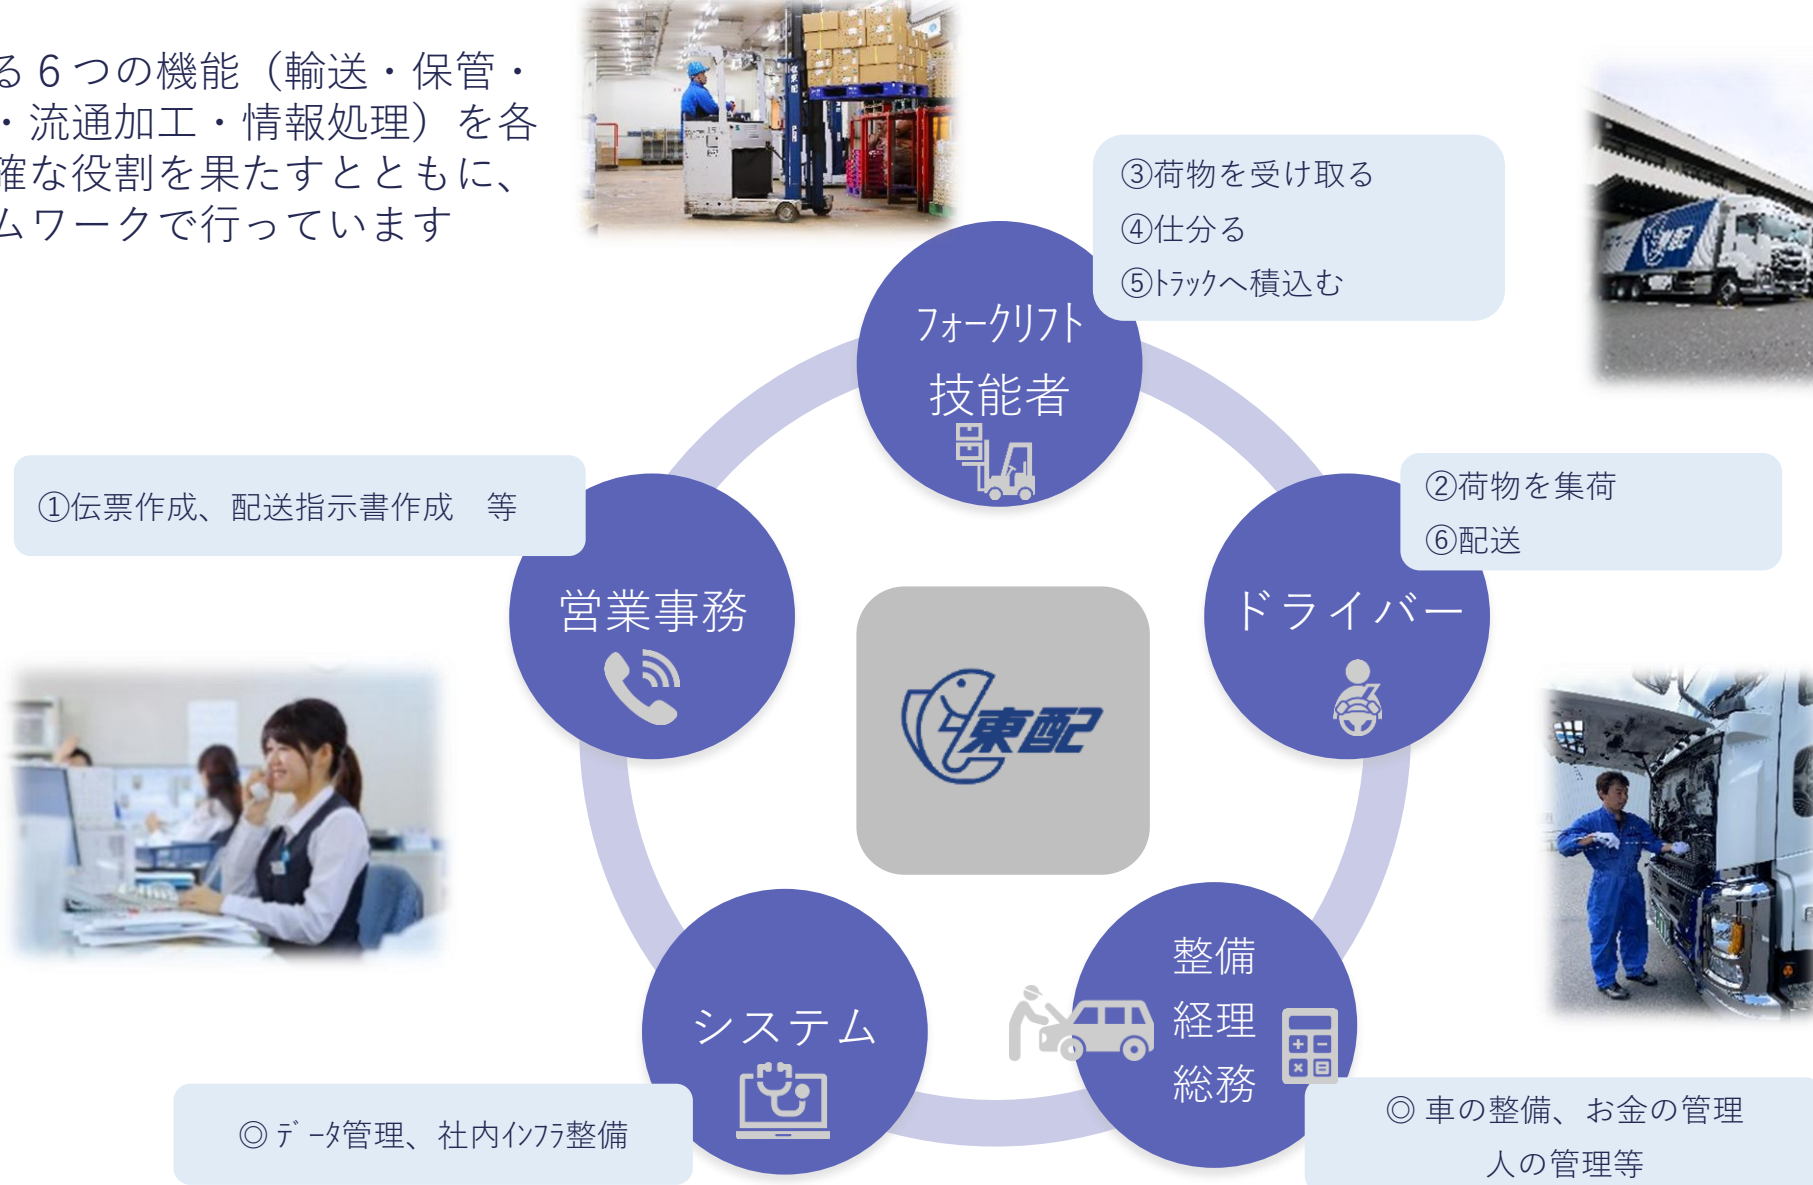 る６つの機能（輸送・保管・
・流通加工・情報処理）を各
確な役割を果たすとともに、
ムワークで行っています
③荷物を受け取る
④仕分る
⑤ﾄﾗｯｸへ積込む
ﾌｫｰｸﾘﾌﾄ
技能者
①伝票作成、配送指示書作成　等
②荷物を集荷
⑥配送
営業事務
ドライバー
東配
システム
整備
経理
総務
◎ﾃﾞｰﾀ管理、社内ｲﾝﾌﾗ整備
◎車の整備、お金の管理
人の管理等